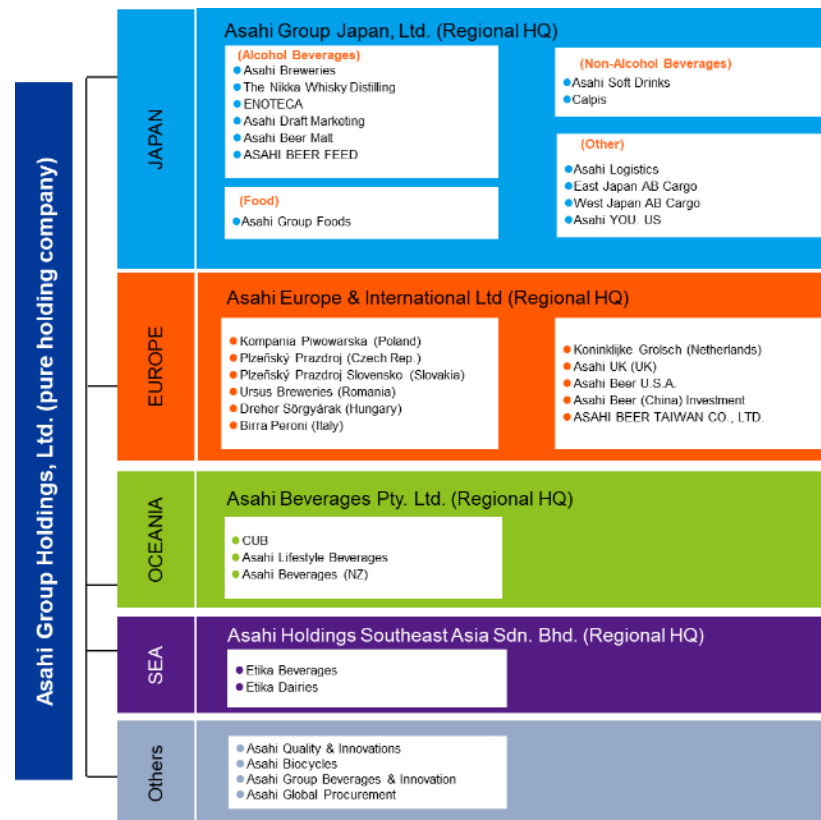 Asahi Group Holdings, Ltd. (pure holding company)
JAPAN
Asahi Group Japan, Ltd. (Regional HQ)
(Alcohol Beverages)
Asahi Breweries
The Nikka Whisky Distilling
ENOTECA
Asahi Draft Marketing
Asahi Beer Malt
ASAHI BEER FEED
(Food)
Asahi Group Foods
(Non-Alcohol Beverages)
Asahi Soft Drinks
Calpis
(Other)
Asahi Logistics
East Japan AB Cargo
West Japan AB Cargo
Asahi YOU. US
EUROPE
Asahi Europe & International Ltd (Regional HQ)
Kompania Piwowarska (Poland)
Plzeňský Prazdroj (Czech Rep.)
Plzeňský Prazdroj Slovensko (Slovakia)
Ursus Breweries (Romania)
Dreher Sörgyárak (Hungary)
Birra Peroni (Italy)
Koninklijke Grolsch (Netherlands)
Asahi UK (UK)
Asahi Beer U.S.A.
Asahi Beer (China) Investment
ASAHI BEER TAIWAN CO., LTD.
OCEANIA
Asahi Beverages Pty. Ltd. (Regional HQ)
CUB
Asahi Lifestyle Beverages
Asahi Beverages (NZ)
SEA
Asahi Holdings Southeast Asia Sdn. Bhd. (Regional HQ)
Etika Beverages
Etika Dairies
Others
Asahi Quality & Innovations
Asahi Biocycles
Asahi Group Beverages & Innovation
Asahi Global Procurement